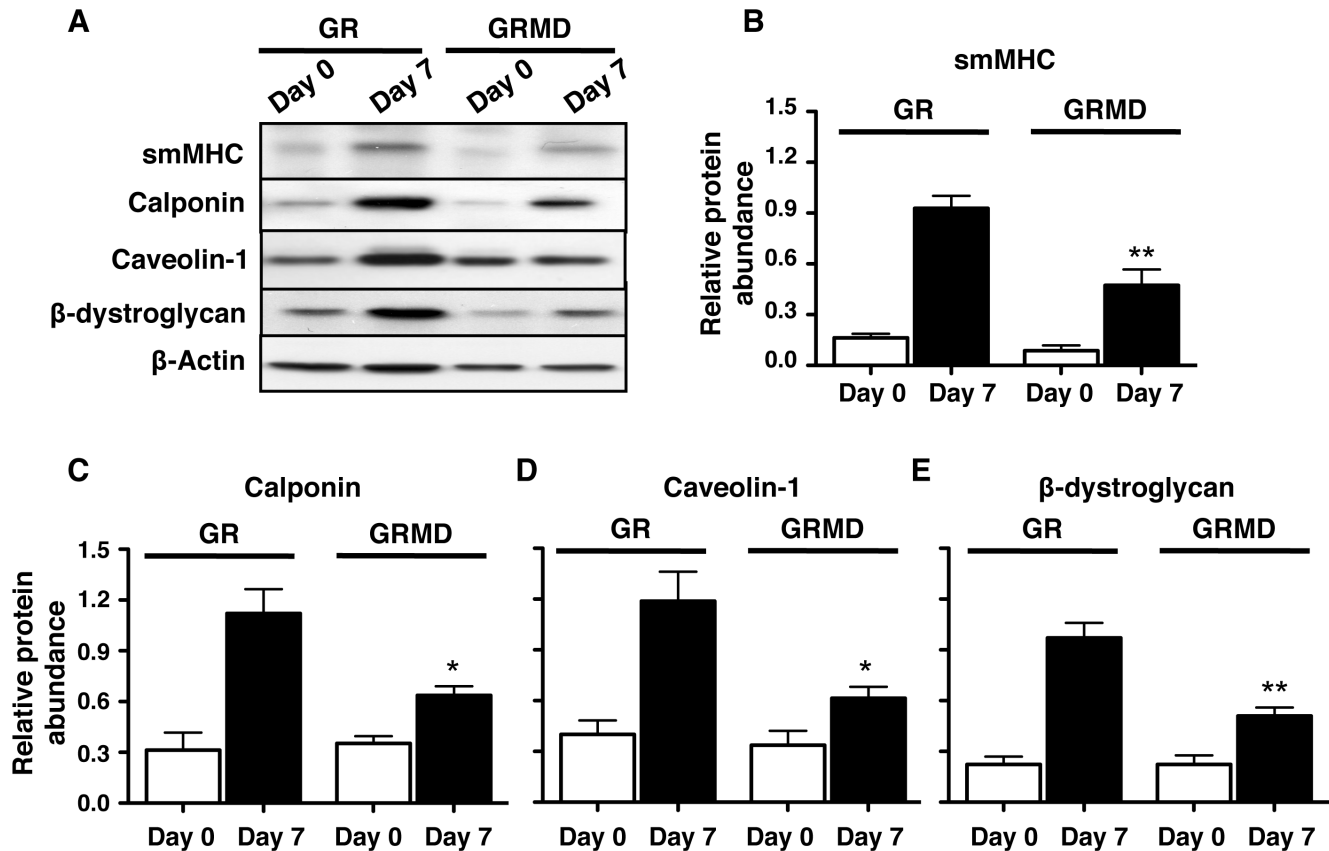 A
GR GRMD
Day 0 Day 7 Day 0 Day 7
smMHC
Calponin
Caveolin-1
β-dystroglycan
β-Actin
B
smMHC
GR GRMD
Relative protein
abundance
1.5
1.2
0.9
0.6
0.3
0.0
**
Day 0 Day 7 Day 0 Day 7
C
Calponin
GR GRMD
Relative protein
abundance
1.5
1.2
0.9
0.6
0.3
0.0
*
Day 0 Day 7 Day 0 Day 7
D
Caveolin-1
GR GRMD
*
Day 0 Day 7 Day 0 Day 7
E
β-dystroglycan
GR GRMD
**
Day 0 Day 7 Day 0 Day 7